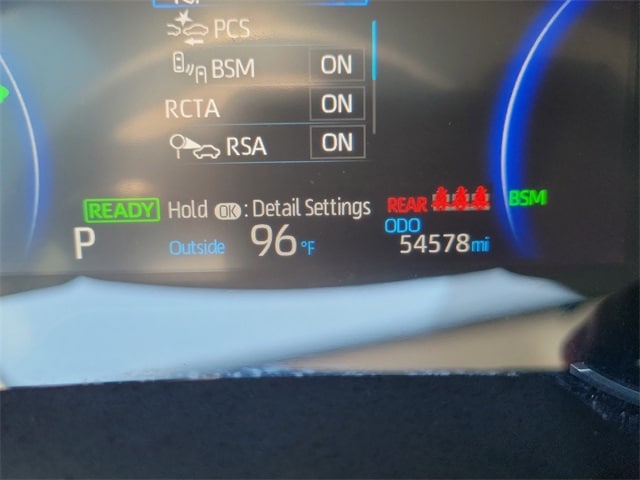 PCS
BSM ON
RCTA ON
RSA ON
READY Hold OK : Detail Settings REAR BSM
P Outside 96 °F ODO
54578 mi